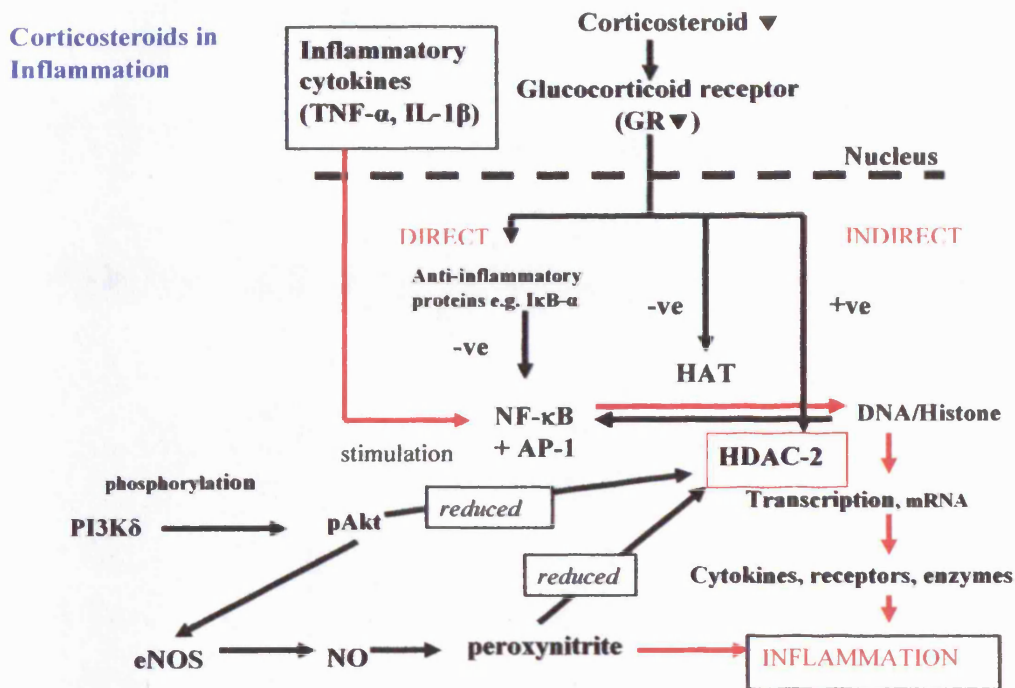 Corticosteroids in
Inflammation
Inflammatory
cytokines
(TNF-α, IL-1β)
Corticosteroid ▼
Glucocorticoid receptor
(GR▼)
Nucleus
DIRECT
INDIRECT
Anti-inflammatory
proteins e.g. IκB-α
-ve
-ve
+ve
HAT
NF-κB
+ AP-1
DNA/Histone
stimulation
HDAC-2
phosphorylation
Transcription, mRNA
PI3Kδ
pAkt
reduced
reduced
Cytokines, receptors, enzymes
eNOS
NO
peroxynitrite
INFLAMMATION